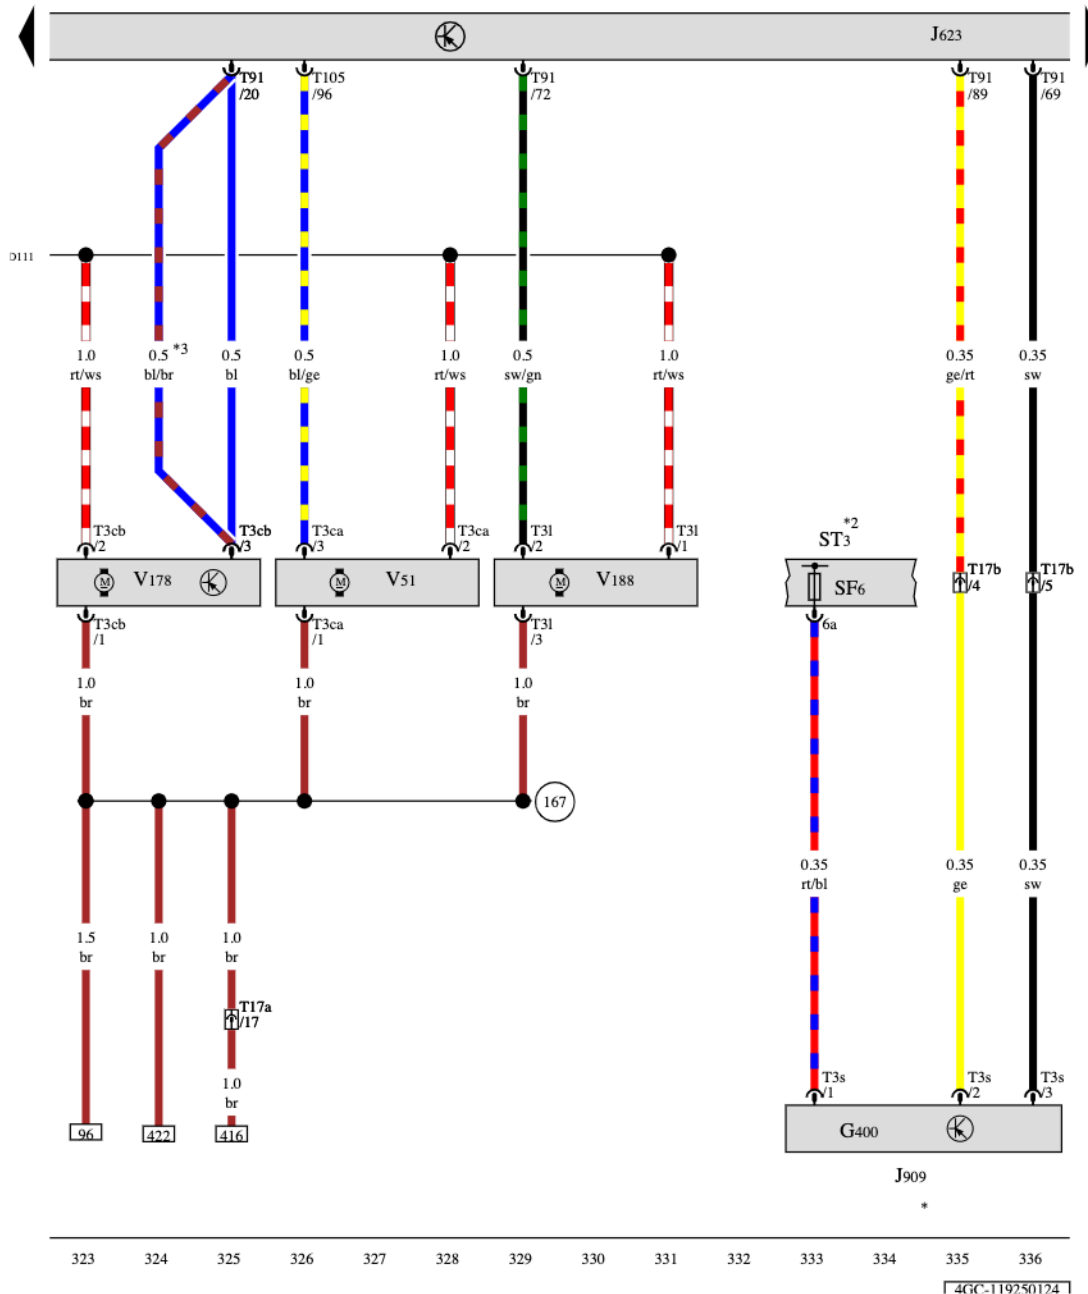 J623
T91
/20
T105
/96
T91
/72
T91
/89
T91
/69
D111
1.0
rt/ws
0.5 *3
bl/br
0.5
bl
0.5
bl/ge
1.0
rt/ws
0.5
sw/gn
1.0
rt/ws
0.35
ge/rt
0.35
sw
T3cb
/2
T3cb
/3
T3ca
/3
T3ca
/2
T3l
/2
T3l
/1
*2
ST3
V178
M
V51
M
V188
M
SF6
T17b
/4
T17b
/5
T3cb
/1
T3ca
/1
T3l
/3
6a
1.0
br
1.0
br
1.0
br
167
0.35
rt/bl
0.35
ge
0.35
sw
1.5
br
1.0
br
1.0
br
T17a
/17
1.0
br
T3s
/1
T3s
/2
T3s
/3
96
422
416
G400
J909
*
323 324 325 326 327 328 329 330 331 332 333 334 335 336
4GC-119250124